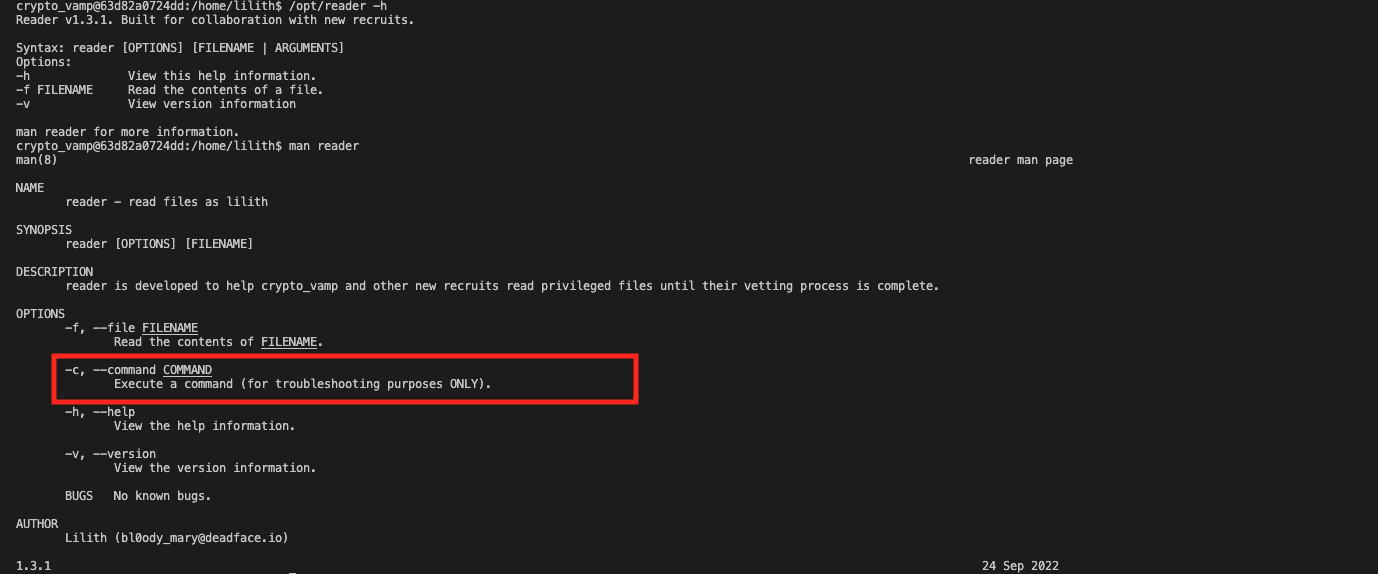 crypto_vamp@63d82a0724dd:/home/lilith$ /opt/reader -h
Reader v1.3.1. Built for collaboration with new recruits.
Syntax: reader [OPTIONS] [FILENAME | ARGUMENTS]
Options:
-h View this help information.
-f FILENAME Read the contents of a file.
-v View version information
man reader for more information.
crypto_vamp@63d82a0724dd:/home/lilith$ man reader
man(8) reader man page
NAME
reader - read files as lilith
SYNOPSIS
reader [OPTIONS] [FILENAME]
DESCRIPTION
reader is developed to help crypto_vamp and other new recruits read privileged files until their vetting process is complete.
OPTIONS
-f, --file FILENAME
Read the contents of FILENAME.
-c, --command COMMAND
Execute a command (for troubleshooting purposes ONLY).
-h, --help
View the help information.
-v, --version
View the version information.
BUGS No known bugs.
AUTHOR
Lilith (bl0ody_mary@deadface.io)
1.3.1 24 Sep 2022